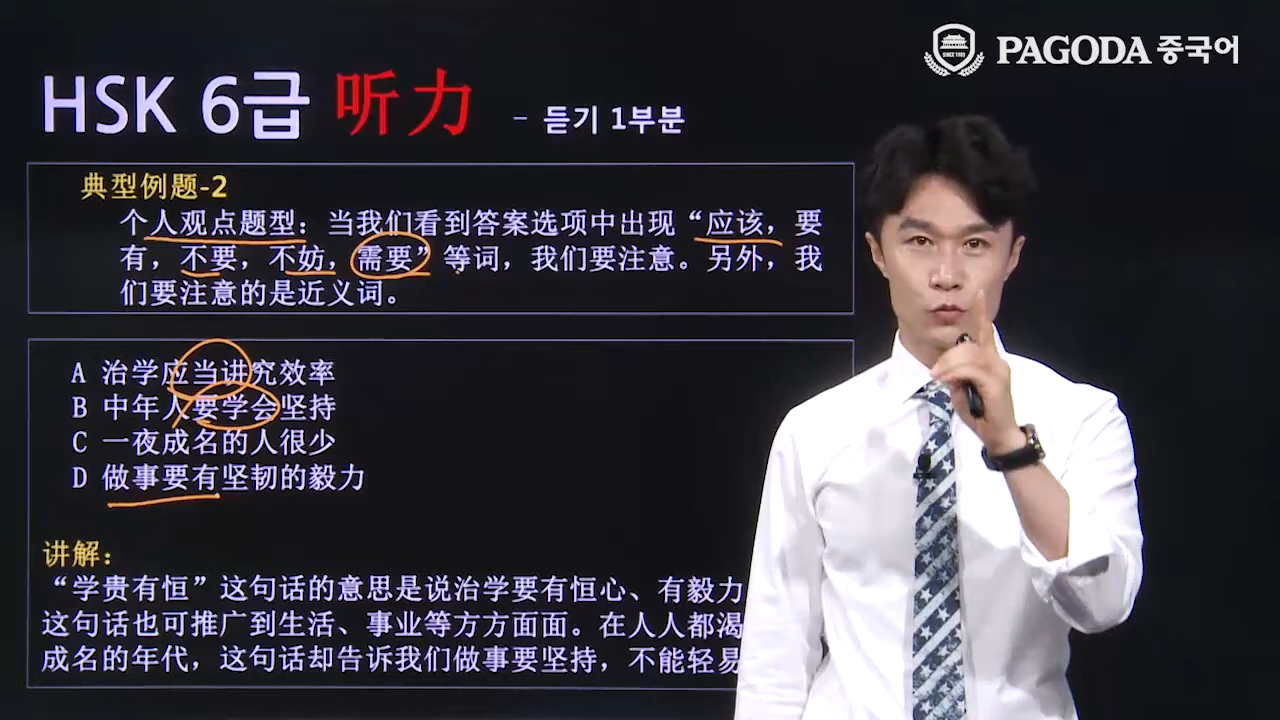 SINCE 1983
PAGODA 중국어
HSK 6급 听力 - 듣기 1부분
典型例题-2
个人观点题型：当我们看到答案选项中出现“应该，要
有，不要，不妨，需要”等词，我们要注意。另外，我
们要注意的是近义词。
A 治学应当讲究效率
B 中年人要学会坚持
C 一夜成名的人很少
D 做事要有坚韧的毅力
讲解：
“学贵有恒”这句话的意思是说治学要有恒心、有毅力
这句话也可推广到生活、事业等方方面面。在人人都渴
成名的年代，这句话却告诉我们做事要坚持，不能轻易